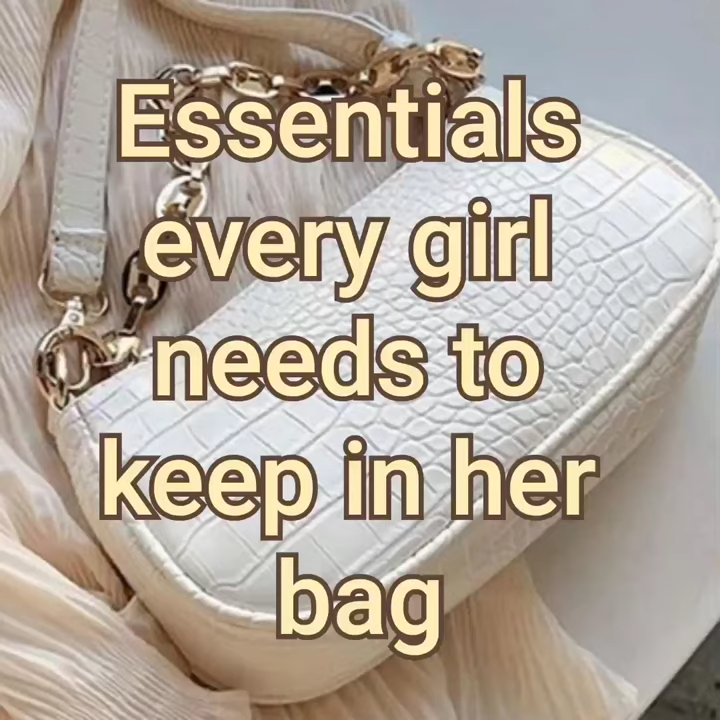 Essentials
every girl
needs to
keep in her
bag